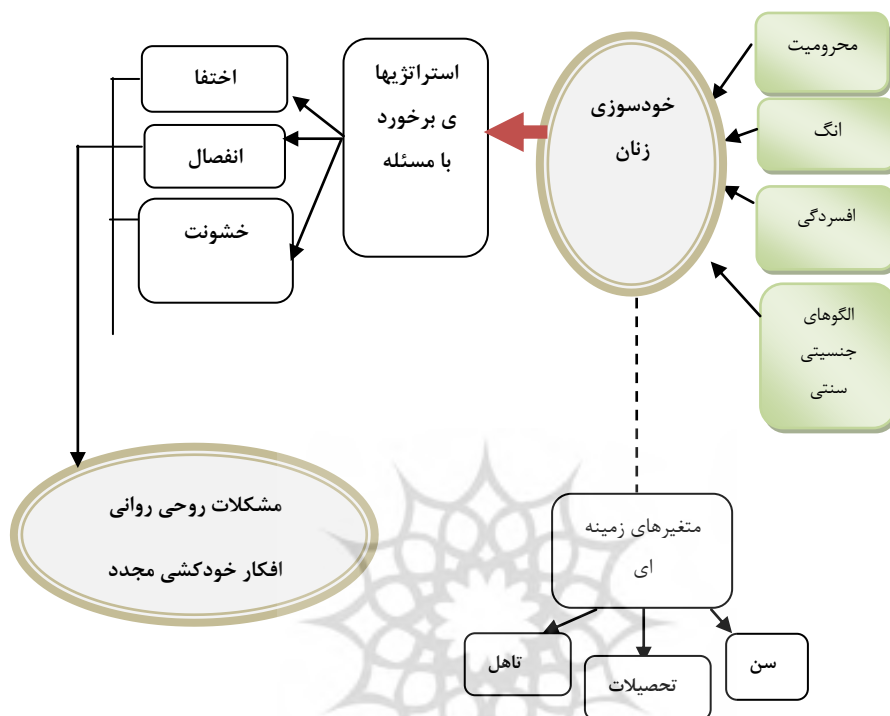 محرومیت
انگ
افسردگی
الگوهای
جنسیتی
سنتی
خودسوزی
زنان
استراتژیها
ی برخورد
با مسئله
اختفا
انفصال
خشونت
مشکلات روحی روانی
افکار خودکشی مجدد
متغیرهای زمینه
ای
سن
تحصیلات
تاهل